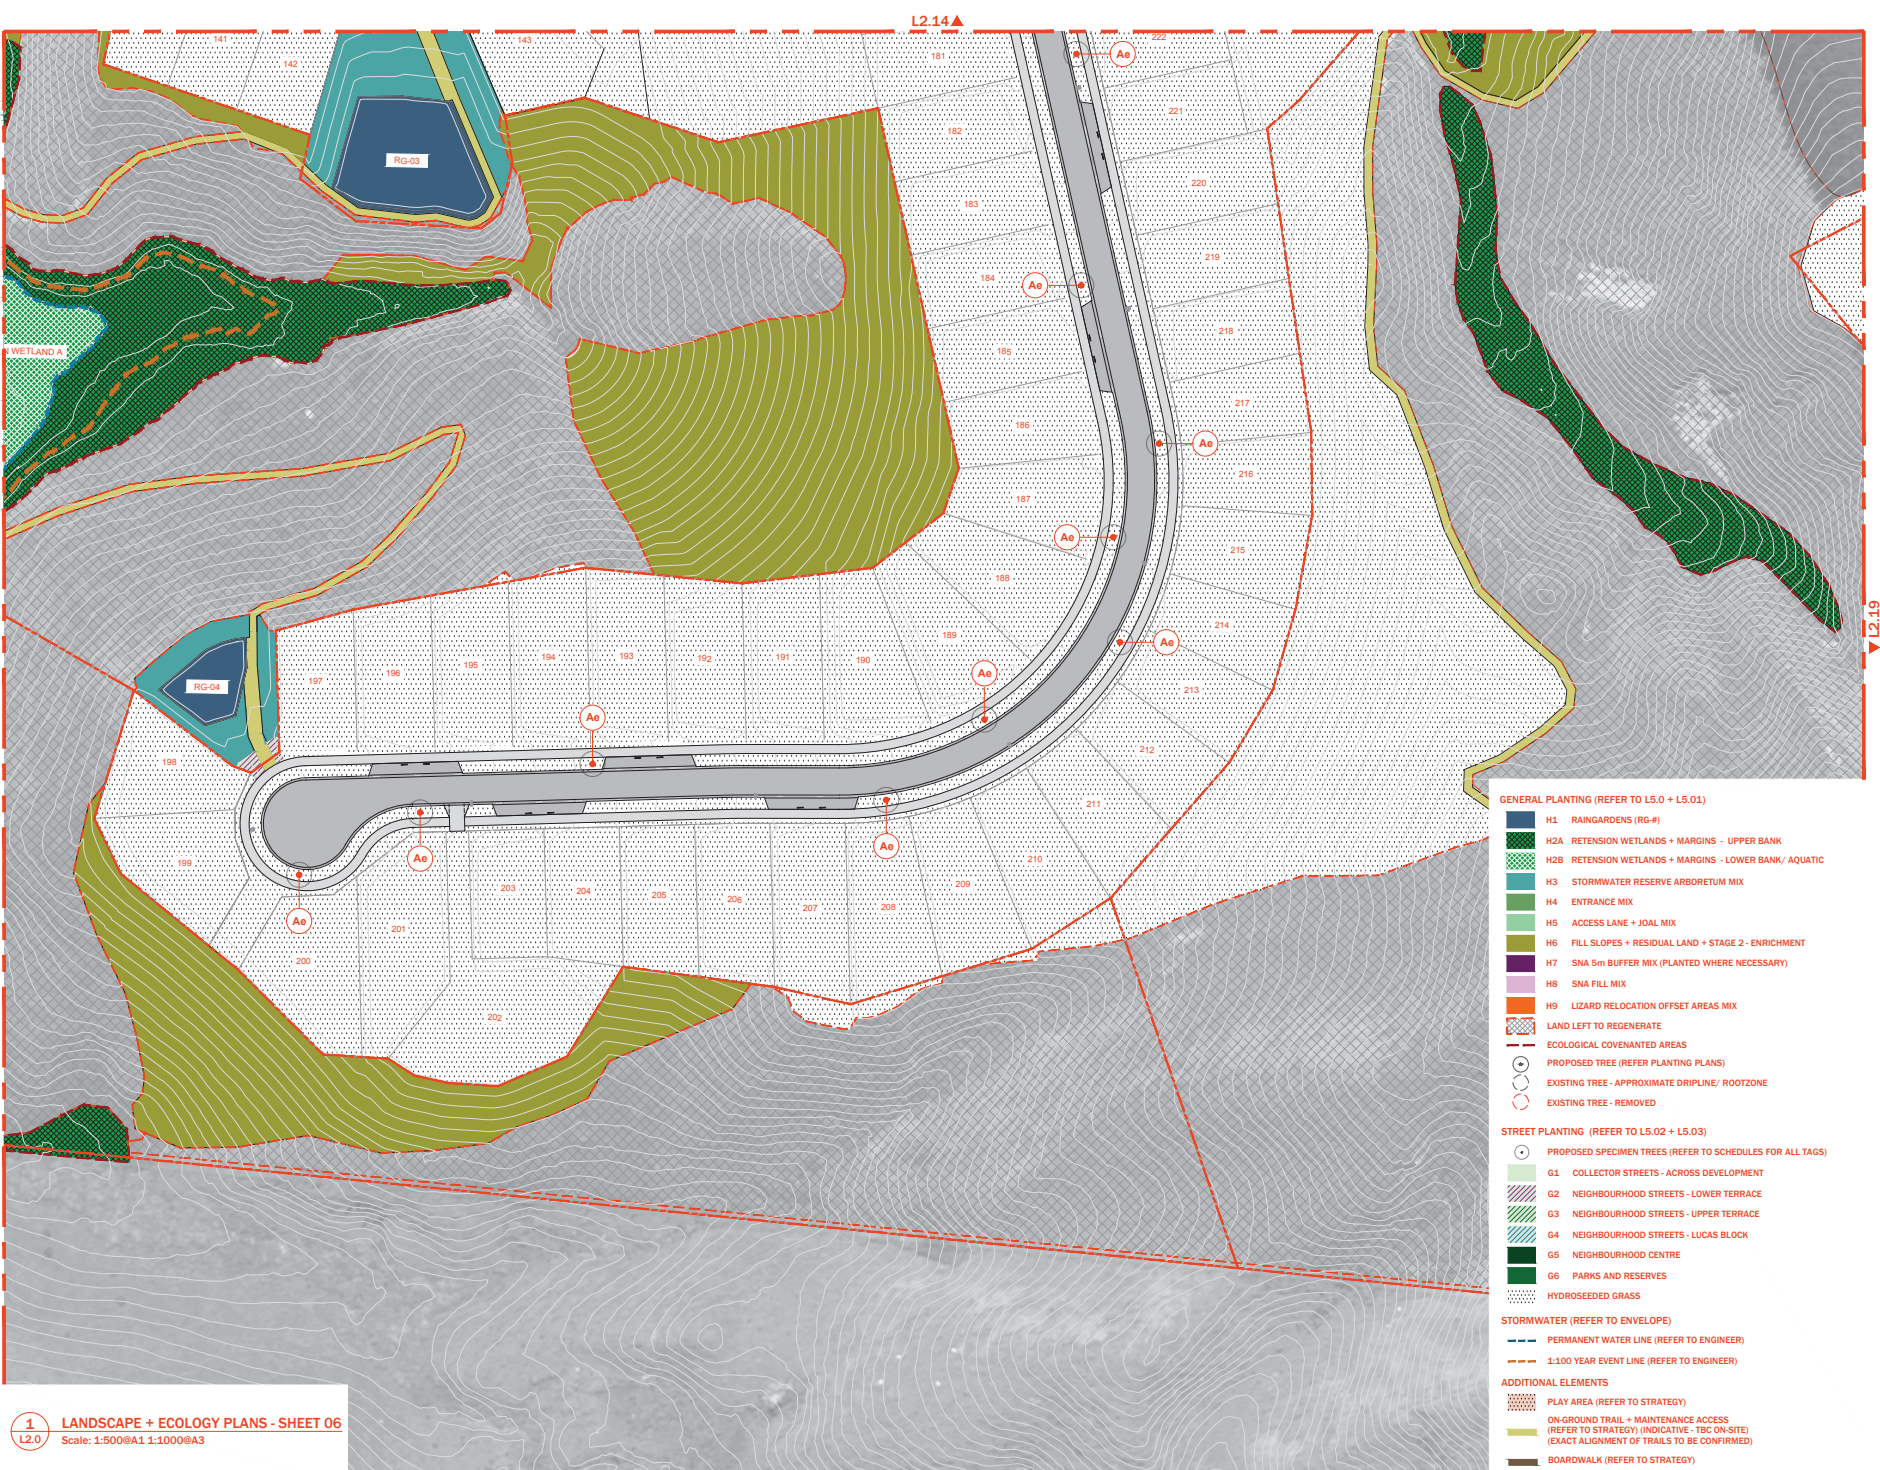 L2.14
141
142
143
181
222
Ae
221
182
RG-03
220
183
219
184
Ae
218
185
N WETLAND A
217
186
Ae
216
187
Ae
215
188
214
189
Ae
197
196
195
194
193
192
191
190
Ae
213
RG-04
Ae
212
198
211
199
Ae
Ae
210
203
204
205
206
207
208
209
Ae
201
200
202
L2.19
GENERAL PLANTING (REFER TO L5.0 + L5.01)
H1 RAINGARDENS (RG-#)
H2A RETENSION WETLANDS + MARGINS - UPPER BANK
H2B RETENSION WETLANDS + MARGINS - LOWER BANK/ AQUATIC
H3 STORMWATER RESERVE ARBORETUM MIX
H4 ENTRANCE MIX
H5 ACCESS LANE + JOAL MIX
H6 FILL SLOPES + RESIDUAL LAND + STAGE 2 - ENRICHMENT
H7 SNA 5m BUFFER MIX (PLANTED WHERE NECESSARY)
H8 SNA FILL MIX
H9 LIZARD RELOCATION OFFSET AREAS MIX
LAND LEFT TO REGENERATE
ECOLOGICAL COVENANTED AREAS
PROPOSED TREE (REFER PLANTING PLANS)
EXISTING TREE - APPROXIMATE DRIPLINE/ ROOTZONE
EXISTING TREE - REMOVED
STREET PLANTING (REFER TO L5.02 + L5.03)
PROPOSED SPECIMEN TREES (REFER TO SCHEDULES FOR ALL TAGS)
G1 COLLECTOR STREETS - ACROSS DEVELOPMENT
G2 NEIGHBOURHOOD STREETS - LOWER TERRACE
G3 NEIGHBOURHOOD STREETS - UPPER TERRACE
G4 NEIGHBOURHOOD STREETS - LUCAS BLOCK
G5 NEIGHBOURHOOD CENTRE
G6 PARKS AND RESERVES
HYDROSEEDED GRASS
STORMWATER (REFER TO ENVELOPE)
PERMANENT WATER LINE (REFER TO ENGINEER)
1:100 YEAR EVENT LINE (REFER TO ENGINEER)
ADDITIONAL ELEMENTS
PLAY AREA (REFER TO STRATEGY)
ON-GROUND TRAIL + MAINTENANCE ACCESS
(REFER TO STRATEGY) (INDICATIVE - TBC ON-SITE)
(EXACT ALIGNMENT OF TRAILS TO BE CONFIRMED)
BOARDWALK (REFER TO STRATEGY)
1
L2.0
LANDSCAPE + ECOLOGY PLANS - SHEET 06
Scale: 1:500@A1 1:1000@A3